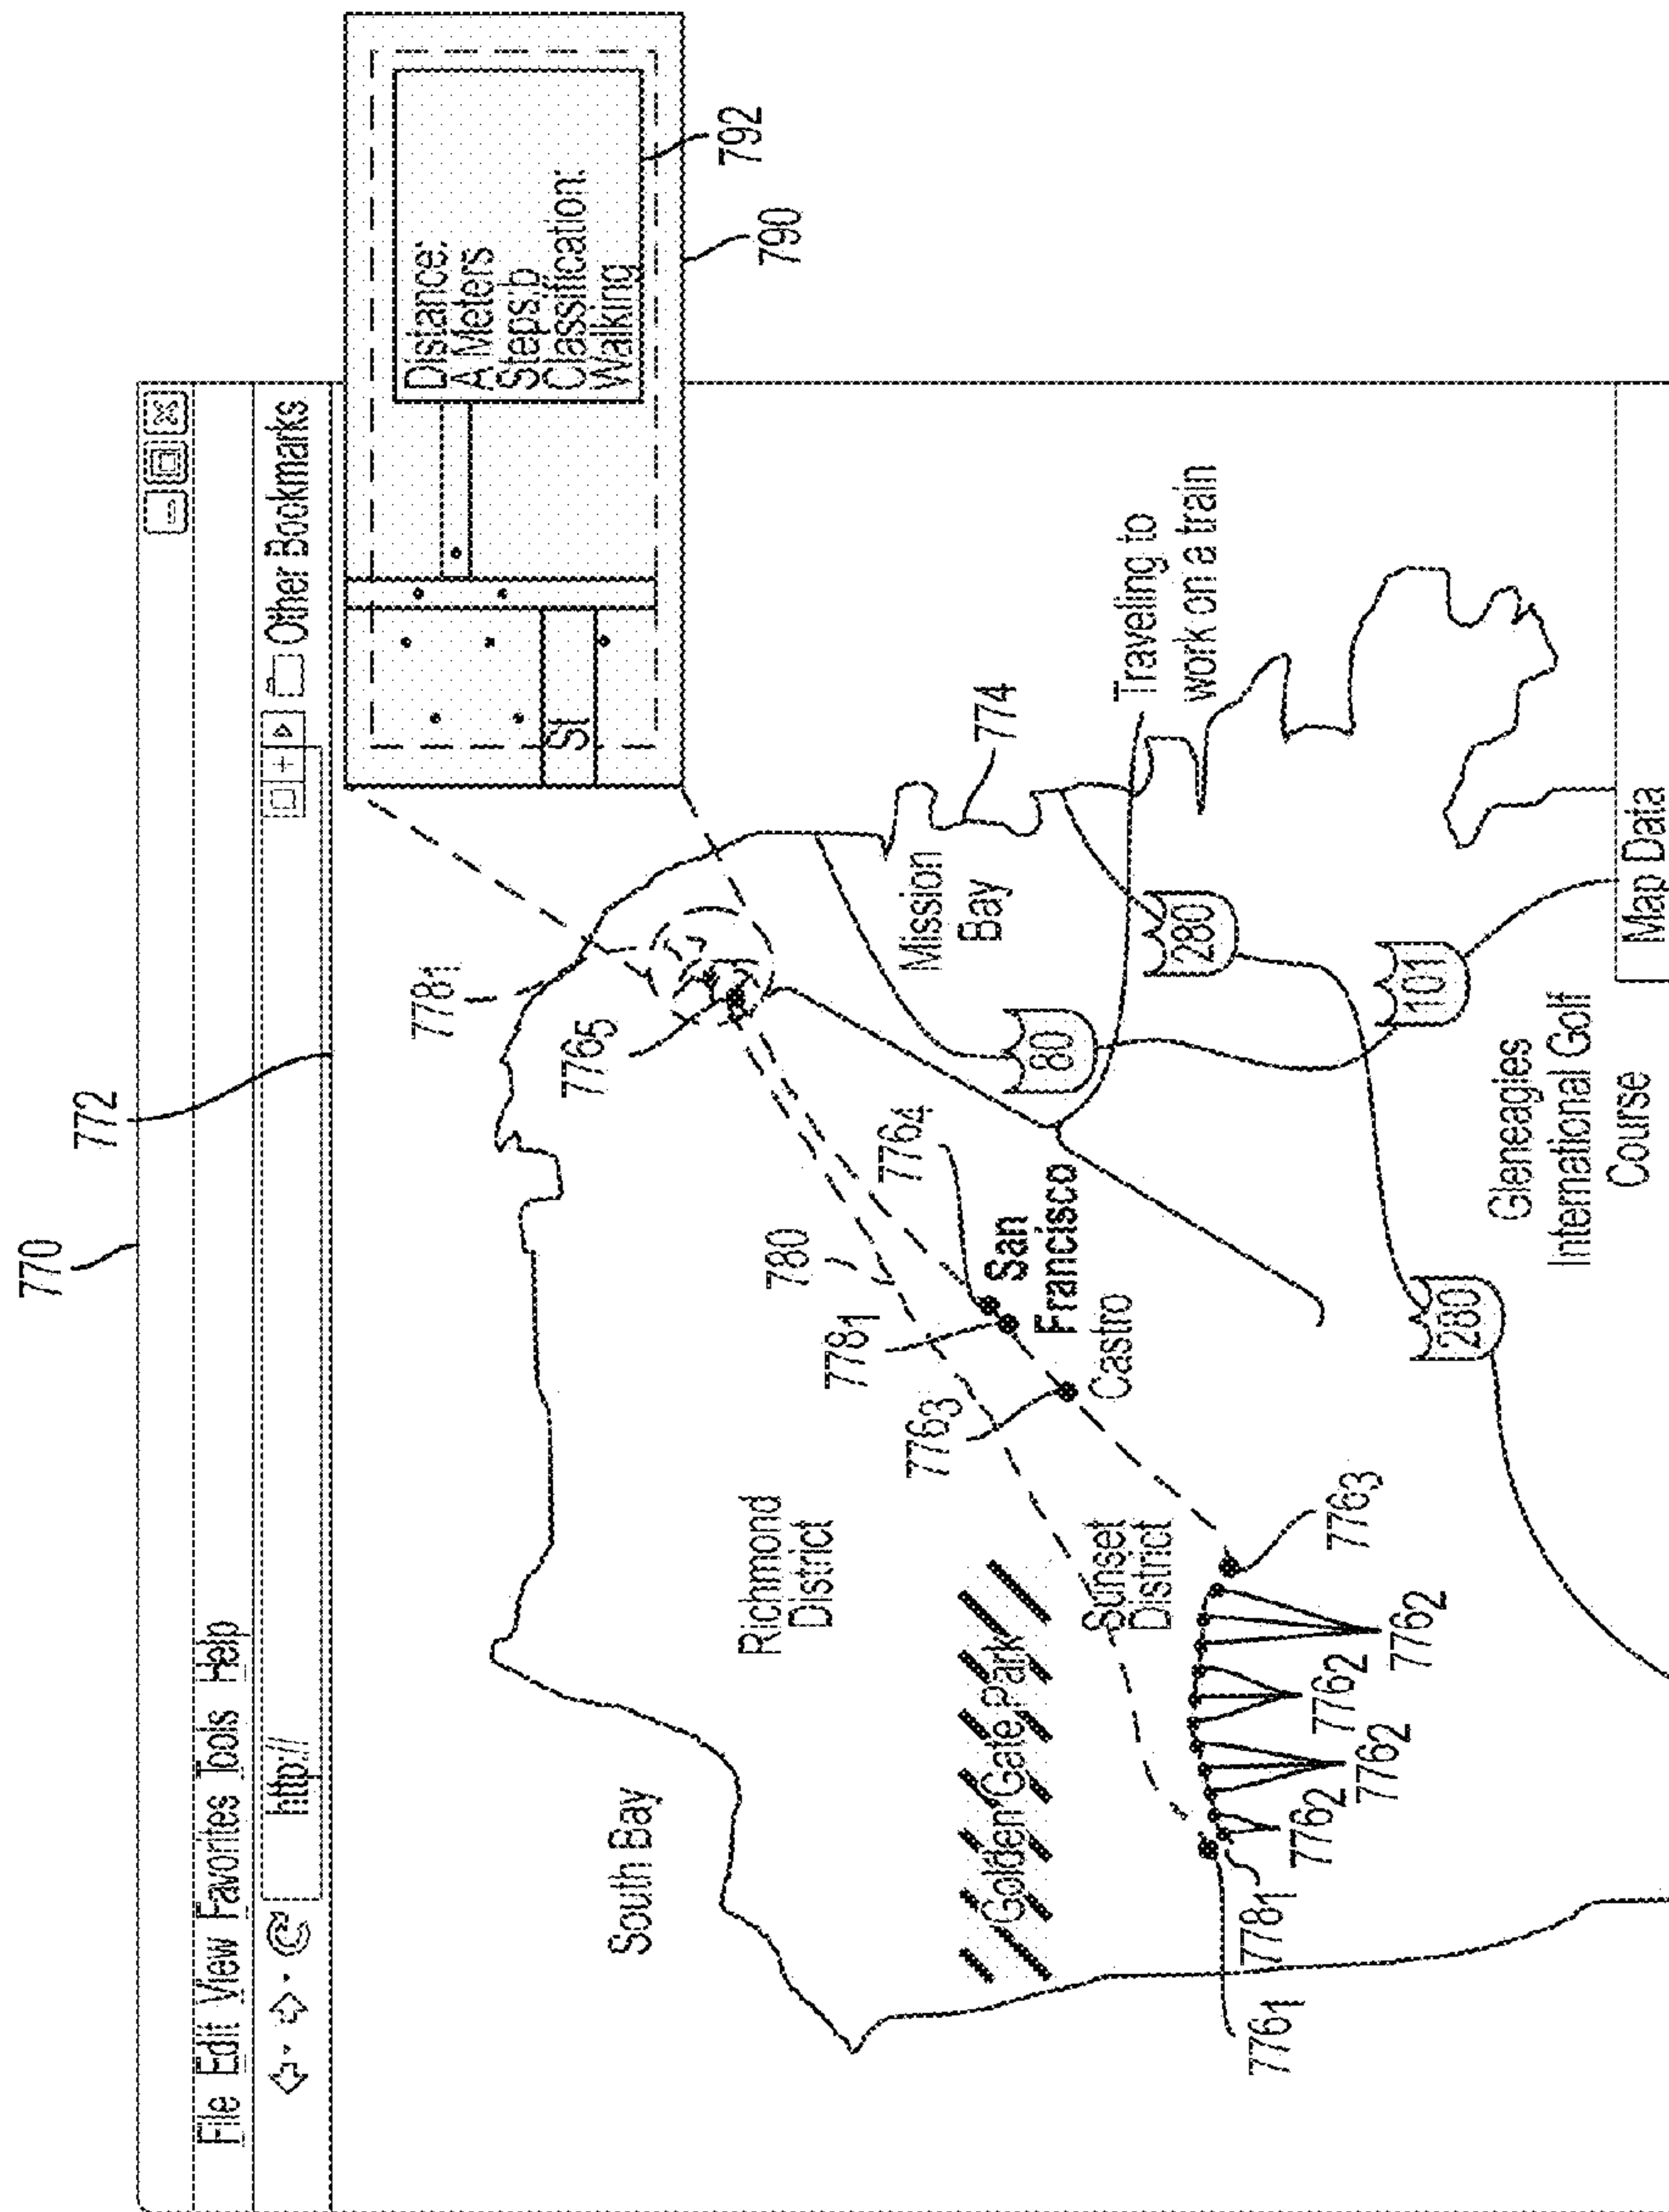 770
772
File Edit View Favorites Tools Help
http://
Other Bookmarks
Distance:
A Meters
Steps:b
Classification:
Walking
St
792
790
South Bay
Richmond
District
Golden Gate Park
Sunset
District
778₁
776₅
780
778₁
776₄
776₃
San
Francisco
Castro
Mission
Bay
774
Traveling to
work on a train
80
280
101
280
Gleneagies
International Golf
Course
Map Data
776₁
778₁
776₂
776₂
776₂
776₂
776₃